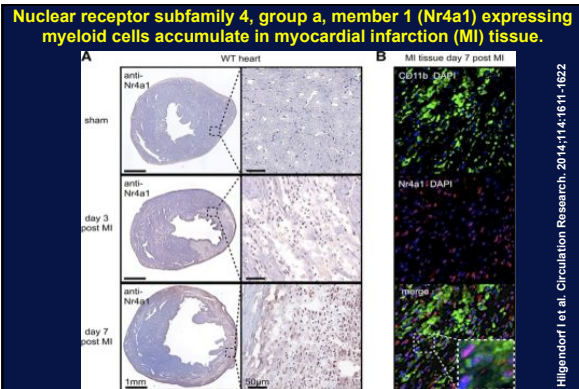 Nuclear receptor subfamily 4, group a, member 1 (Nr4a1) expressing
myeloid cells accumulate in myocardial infarction (MI) tissue.
A
WT heart
anti-
Nr4a1
sham
anti-
Nr4a1
day 3
post MI
anti-
Nr4a1
day 7
post MI
1mm
50µm
B
MI tissue day 7 post MI
CD11b DAPI
Nr4a1 DAPI
merge
Hilgendorf I et al. Circulation Research. 2014;114:1611-1622